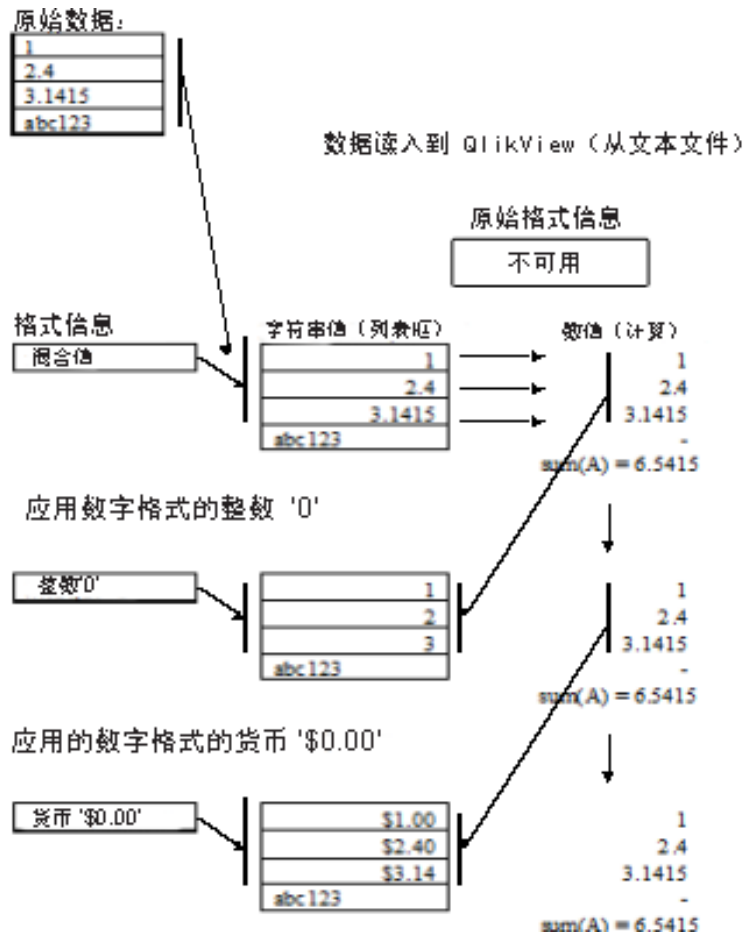 原始数据:
1
2.4
3.1415
abc123
数据读入到 QlikView（从文本文件）
原始格式信息
不可用
格式信息
混合值
字符串值（列表框）
数值（计算）
1
2.4
3.1415
abc123
1
2.4
3.1415
-
sum(A) = 6.5415
应用数字格式的整数 '0'
整数'0'
1
2
3
abc123
1
2.4
3.1415
-
sum(A) = 6.5415
应用的数字格式的货币 '$0.00'
货币 '$0.00'
$1.00
$2.40
$3.14
abc123
1
2.4
3.1415
-
sum(A) = 6.5415